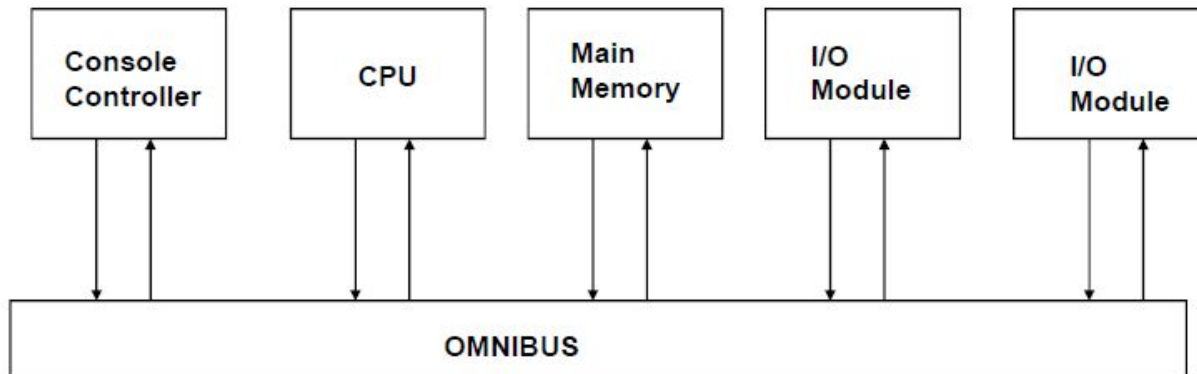 Console
Controller
CPU
Main
Memory
I/O
Module
I/O
Module
OMNIBUS